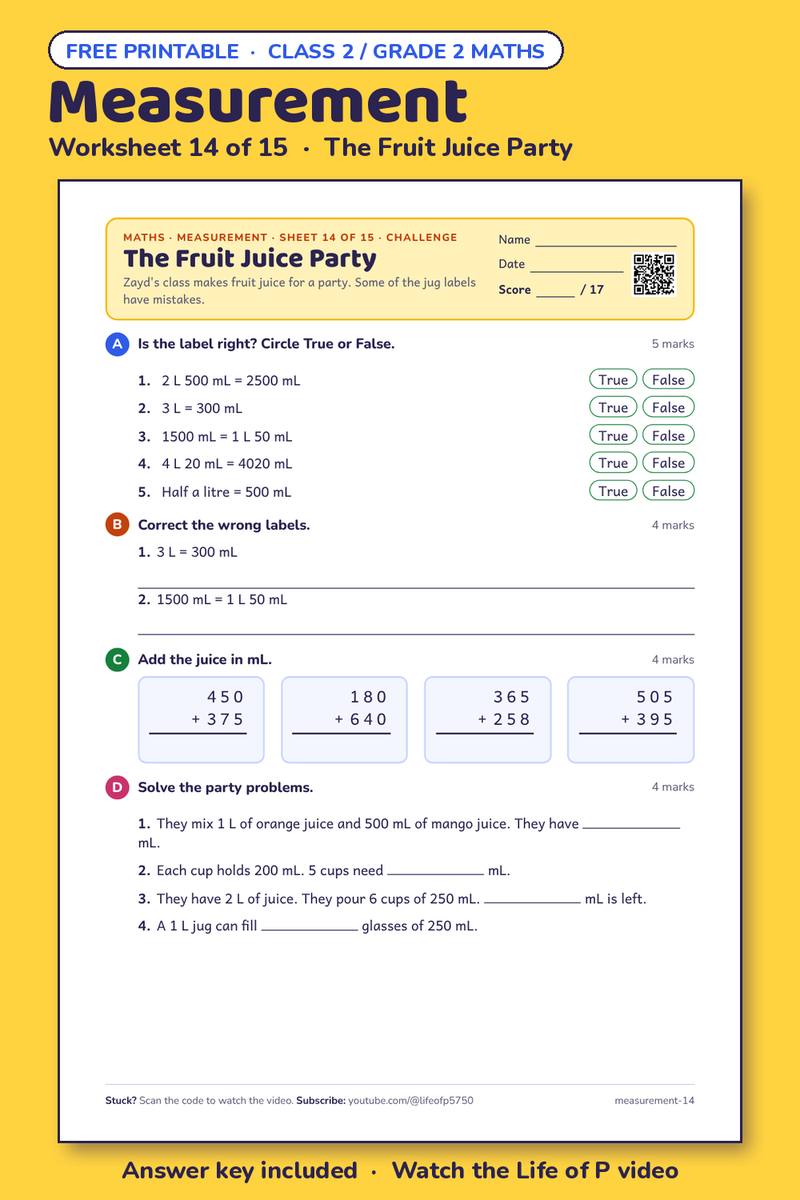 FREE PRINTABLE · CLASS 2 / GRADE 2 MATHS
Measurement
Worksheet 14 of 15 · The Fruit Juice Party
MATHS · MEASUREMENT · SHEET 14 OF 15 · CHALLENGE
The Fruit Juice Party
Zayd's class makes fruit juice for a party. Some of the jug labels
have mistakes.
Name
Date
Score ______ / 17
A Is the label right? Circle True or False. 5 marks
1. 2 L 500 mL = 2500 mL True False
2. 3 L = 300 mL True False
3. 1500 mL = 1 L 50 mL True False
4. 4 L 20 mL = 4020 mL True False
5. Half a litre = 500 mL True False
B Correct the wrong labels. 4 marks
1. 3 L = 300 mL
2. 1500 mL = 1 L 50 mL
C Add the juice in mL. 4 marks
450 180 365 505
+ 375 + 640 + 258 + 395
D Solve the party problems. 4 marks
1. They mix 1 L of orange juice and 500 mL of mango juice. They have ______
mL.
2. Each cup holds 200 mL. 5 cups need ______ mL.
3. They have 2 L of juice. They pour 6 cups of 250 mL. ______ mL is left.
4. A 1 L jug can fill ______ glasses of 250 mL.
Stuck? Scan the code to watch the video. Subscribe: youtube.com/@lifeofp5750 measurement-14
Answer key included · Watch the Life of P video